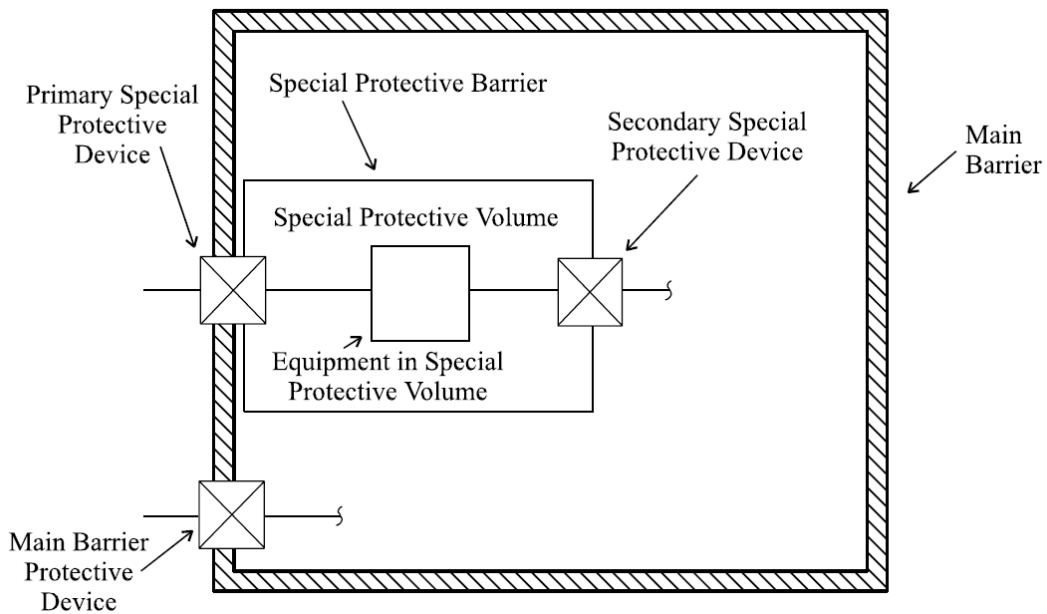 Special Protective Barrier
Primary Special
Protective
Device
Secondary Special
Protective Device
Main
Barrier
Special Protective Volume
Equipment in Special
Protective Volume
Main Barrier
Protective
Device